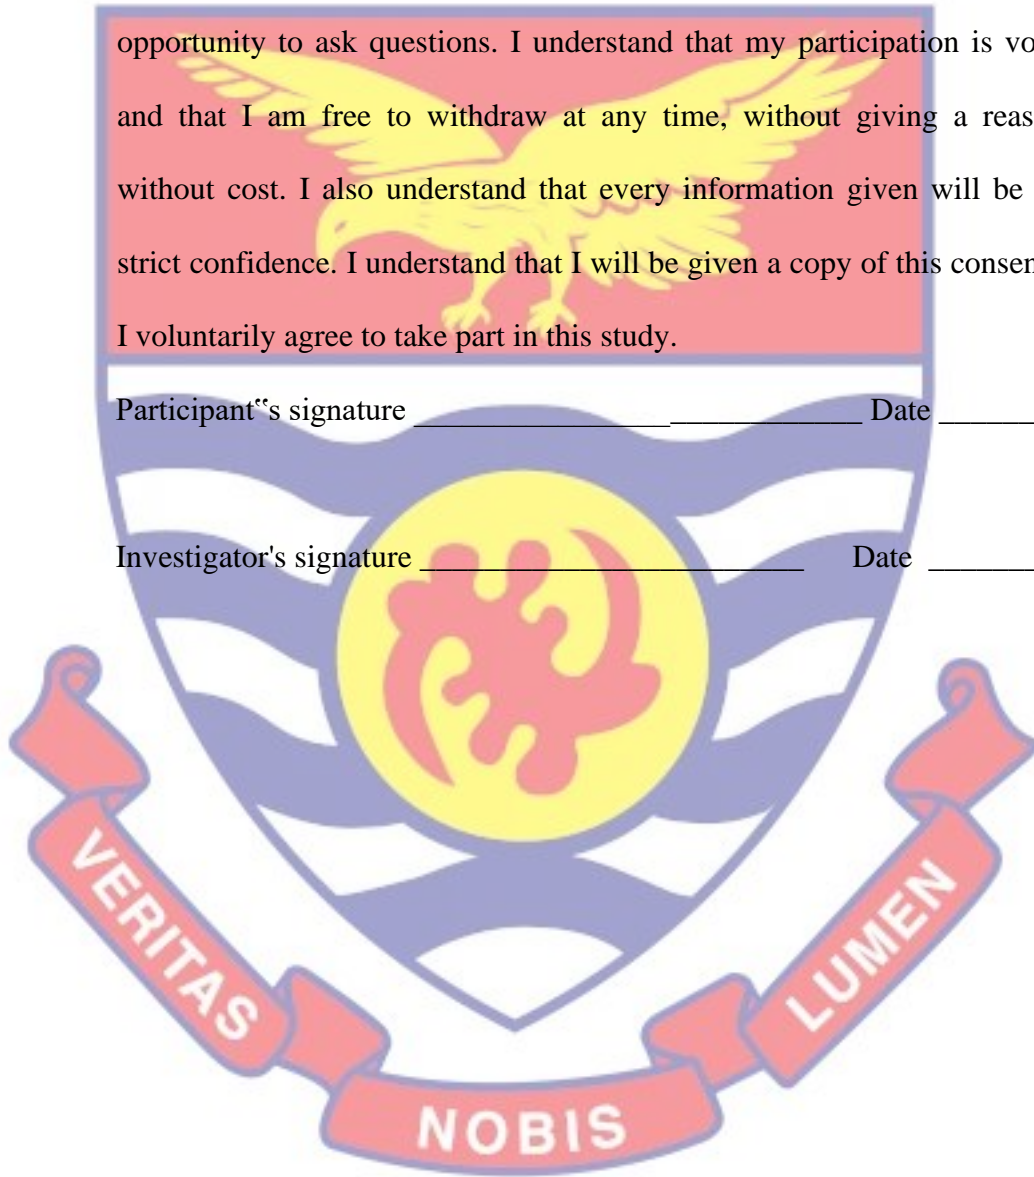 opportunity to ask questions. I understand that my participation is vo
and that I am free to withdraw at any time, without giving a reas
without cost. I also understand that every information given will be
strict confidence. I understand that I will be given a copy of this conse
I voluntarily agree to take part in this study.
Participant‟s signature ____________________________ Date ______
Investigator's signature ________________________ Date _______
VERITAS
NOBIS
LUMEN